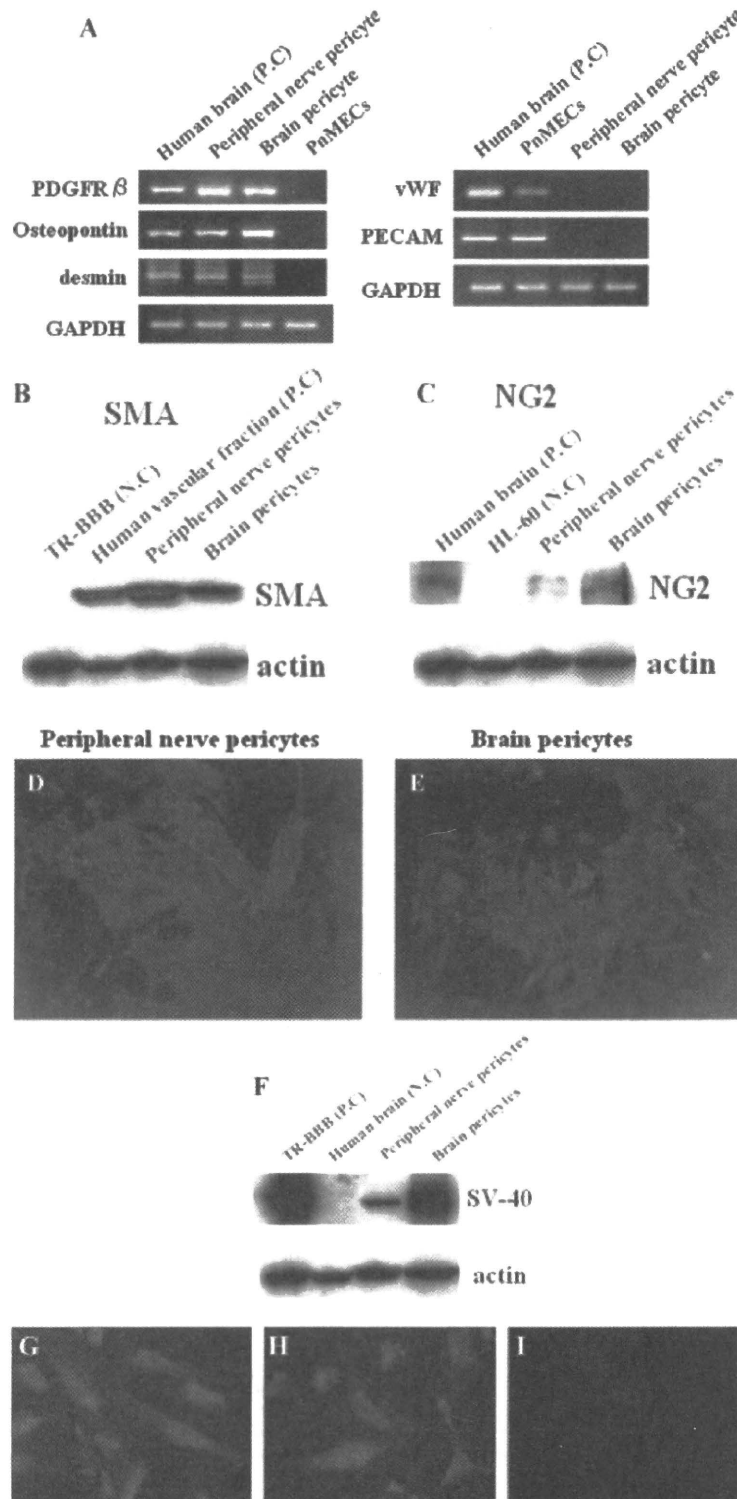 A
Human brain (P.C)
Peripheral nerve pericyte
Brain pericyte
PnMECs
PDGFR β
Osteopontin
desmin
GAPDH
Human brain (P.C)
PnMECs
Peripheral nerve pericyte
Brain pericyte
vWF
PECAM
GAPDH
B
SMA
TR-BBB (N.C)
Human vascular fraction (P.C)
Peripheral nerve pericytes
Brain pericytes
SMA
actin
C
NG2
Human brain (P.C)
HL-60 (N.C)
Peripheral nerve pericytes
Brain pericytes
NG2
actin
Peripheral nerve pericytes
Brain pericytes
D
E
F
TR-BBB (P.C)
Human brain (N.C)
Peripheral nerve pericytes
Brain pericytes
SV-40
actin
G
H
I